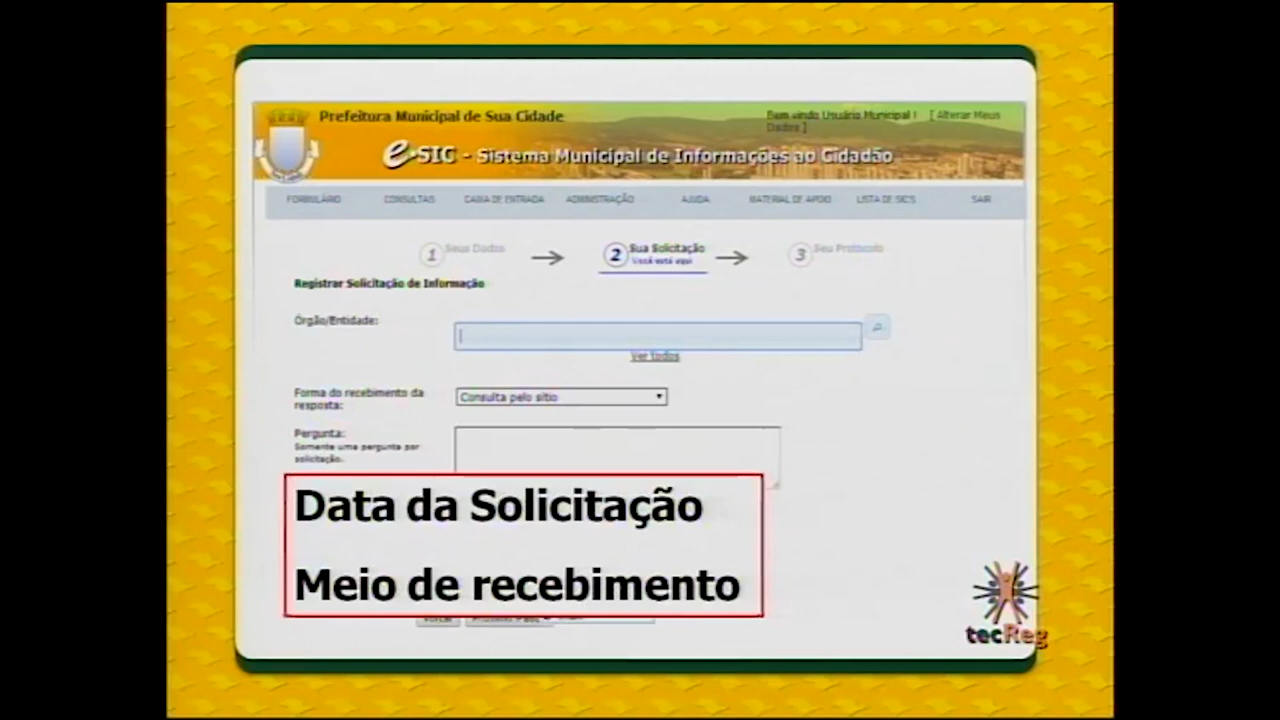 Prefeitura Municipal de Sua Cidade
Bem vindo Usuário Municipal ! [ Alterar Meus
Dados ]
e-SIC - Sistema Municipal de Informações ao Cidadão
FORMULÁRIO CONSULTAS CAIXA DE ENTRADA ADMINISTRAÇÃO AJUDA MATERIAL DE APOIO LISTA DE SIC'S SAIR
1 Seus Dados 2 Sua Solicitação 3 Seu Protocolo
Você está aqui
Registrar Solicitação de Informação
Órgão/Entidade:
Ver todos
Forma do recebimento da
resposta:
Consulta pelo sítio
Pergunta:
Somente uma pergunta por
solicitação.
Data da Solicitação
Meio de recebimento
Voltar
tecReg